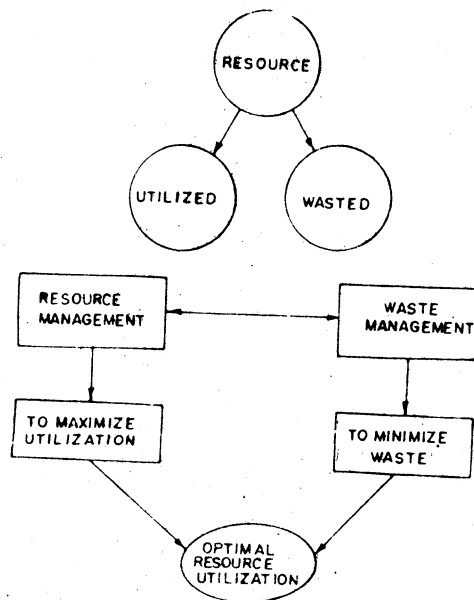 RESOURCE
UTILIZED
WASTED
RESOURCE
MANAGEMENT
WASTE
MANAGEMENT
TO MAXIMIZE
UTILIZATION
TO MINIMIZE
WASTE
OPTIMAL
RESOURCE
UTILIZATION